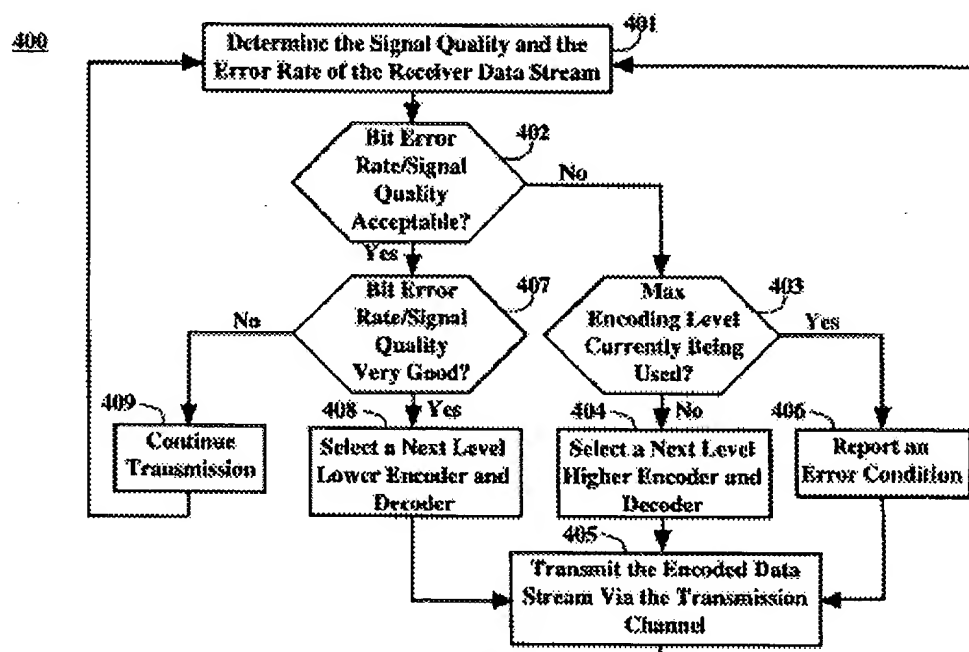 400
401
Determine the Signal Quality and the
Error Rate of the Receiver Data Stream
402
Bit Error
Rate/Signal
Quality
Acceptable?
No
Yes
407
Bit Error
Rate/Signal
Quality
Very Good?
No
Yes
403
Max
Encoding Level
Currently Being
Used?
Yes
No
409
Continue
Transmission
408
Select a Next Level
Lower Encoder and
Decoder
404
Select a Next Level
Higher Encoder and
Decoder
406
Report an
Error Condition
405
Transmit the Encoded Data
Stream Via the Transmission
Channel